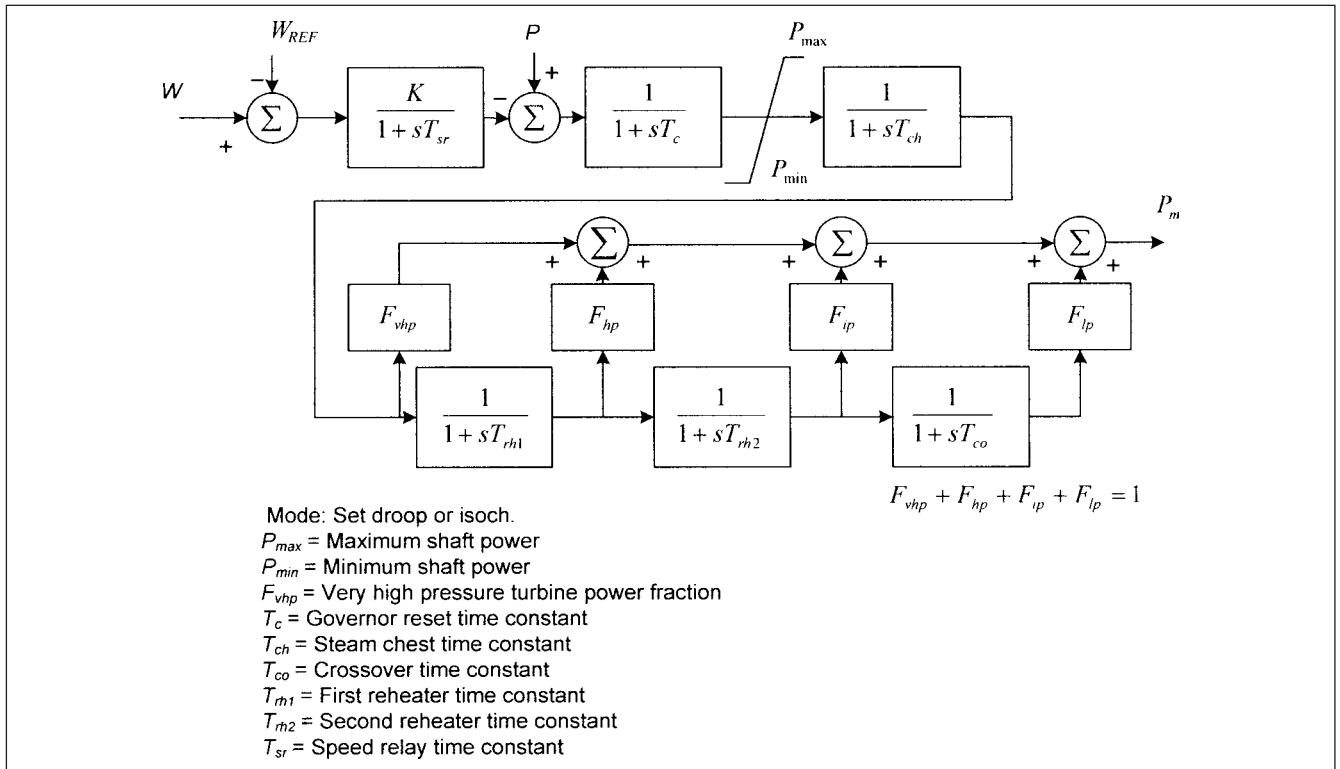 W_REF
P
P_max
W
−
+
Σ
K
1 + sT_sr
−
+
Σ
1
1 + sT_c
P_min
1
1 + sT_ch
P_m
Σ
+
+
Σ
+
+
Σ
+
+
F_vhp
F_hp
F_ip
F_lp
1
1 + sT_rh1
1
1 + sT_rh2
1
1 + sT_co
F_vhp + F_hp + F_ip + F_lp = 1
Mode: Set droop or isoch.
P_max = Maximum shaft power
P_min = Minimum shaft power
F_vhp = Very high pressure turbine power fraction
T_c = Governor reset time constant
T_ch = Steam chest time constant
T_co = Crossover time constant
T_rh1 = First reheater time constant
T_rh2 = Second reheater time constant
T_sr = Speed relay time constant